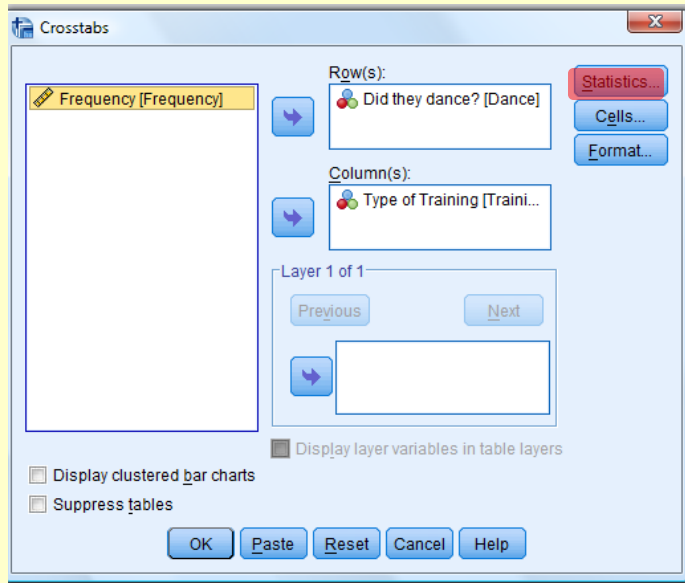 Crosstabs
Frequency [Frequency]
Row(s):
Did they dance? [Dance]
Statistics...
Cells...
Format...
Column(s):
Type of Training [Traini...
Layer 1 of 1
Previous
Next
Display layer variables in table layers
Display clustered bar charts
Suppress tables
OK
Paste
Reset
Cancel
Help